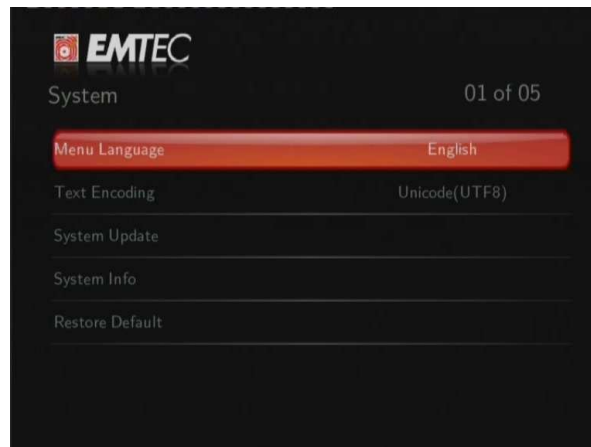 EMTEC
System 01 of 05
Menu Language English
Text Encoding Unicode(UTF8)
System Update
System Info
Restore Default